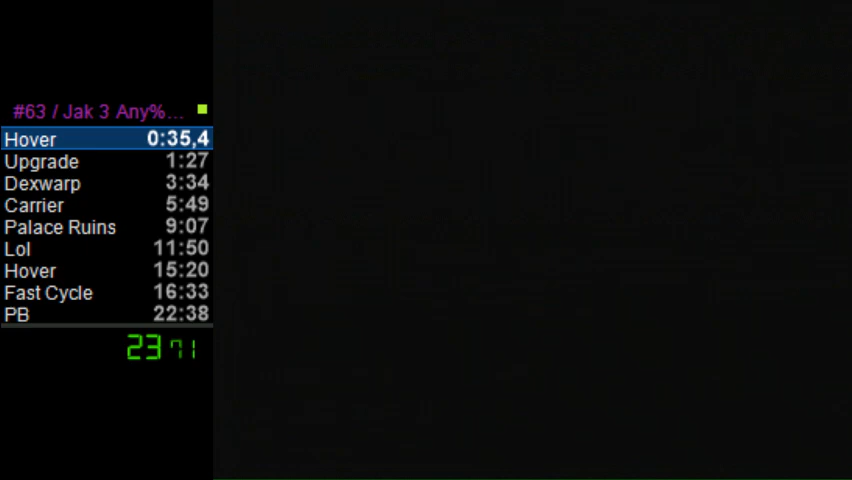 #63 / Jak 3 Any%...
Hover 0:35,4
Upgrade 1:27
Dexwarp 3:34
Carrier 5:49
Palace Ruins 9:07
Lol 11:50
Hover 15:20
Fast Cycle 16:33
PB 22:38
23 71